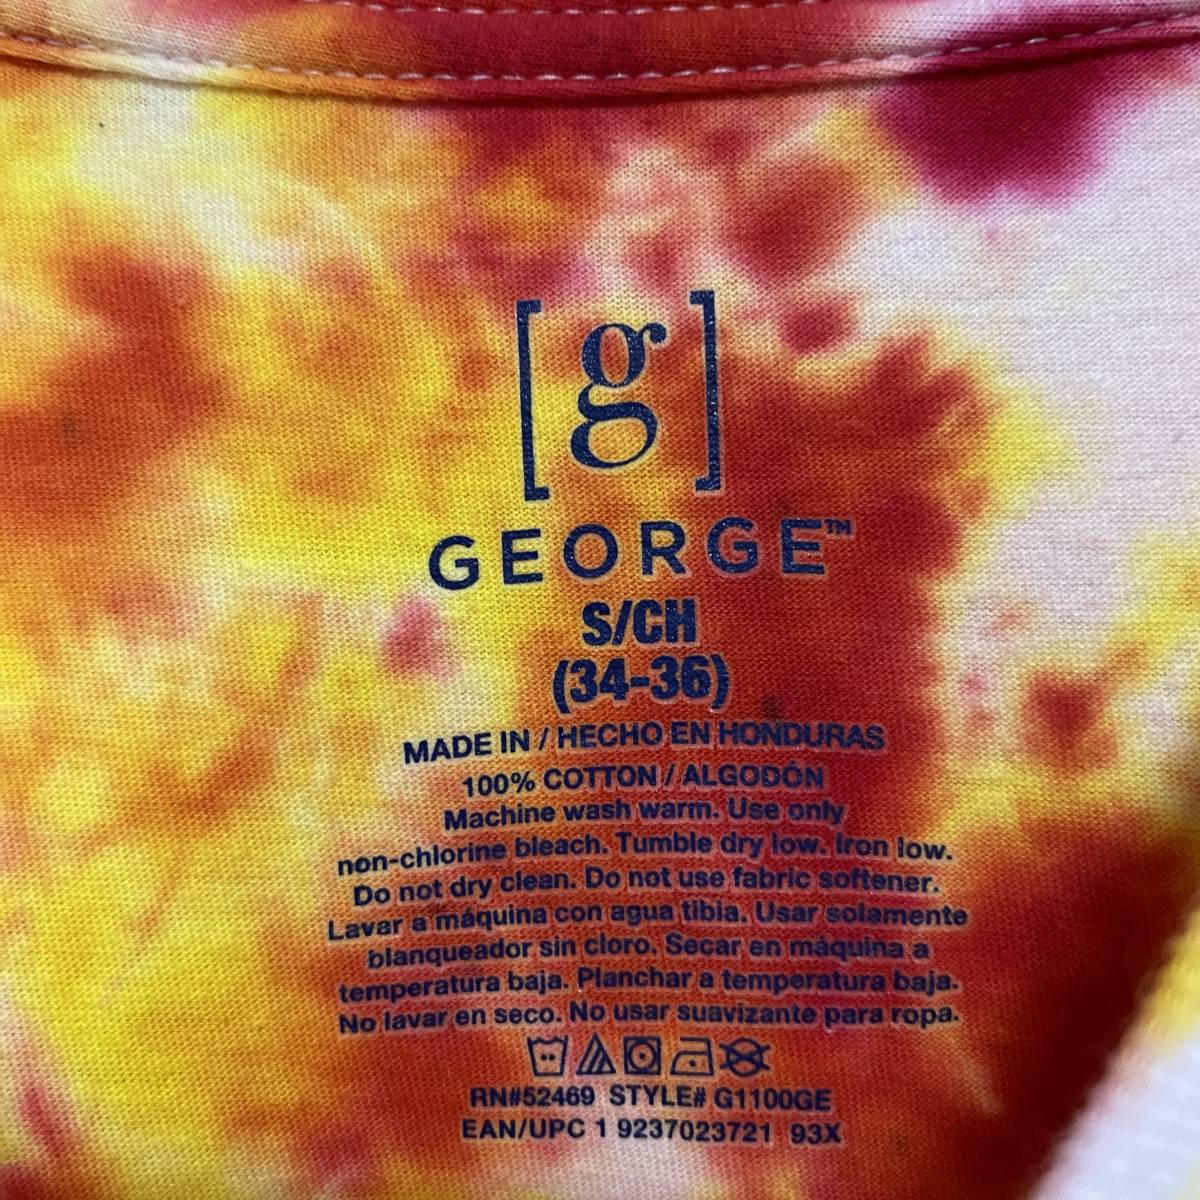 [g]
GEORGE™
S/CH
(34-36)
MADE IN / HECHO EN HONDURAS
100% COTTON / ALGODÓN
Machine wash warm. Use only
non-chlorine bleach. Tumble dry low. Iron low.
Do not dry clean. Do not use fabric softener.
Lavar a máquina con agua tibia. Usar solamente
blanqueador sin cloro. Secar en máquina a
temperatura baja. Planchar a temperatura baja.
No lavar en seco. No usar suavizante para ropa.
RN#52469 STYLE# G1100GE
EAN/UPC 1 9237023721 93X